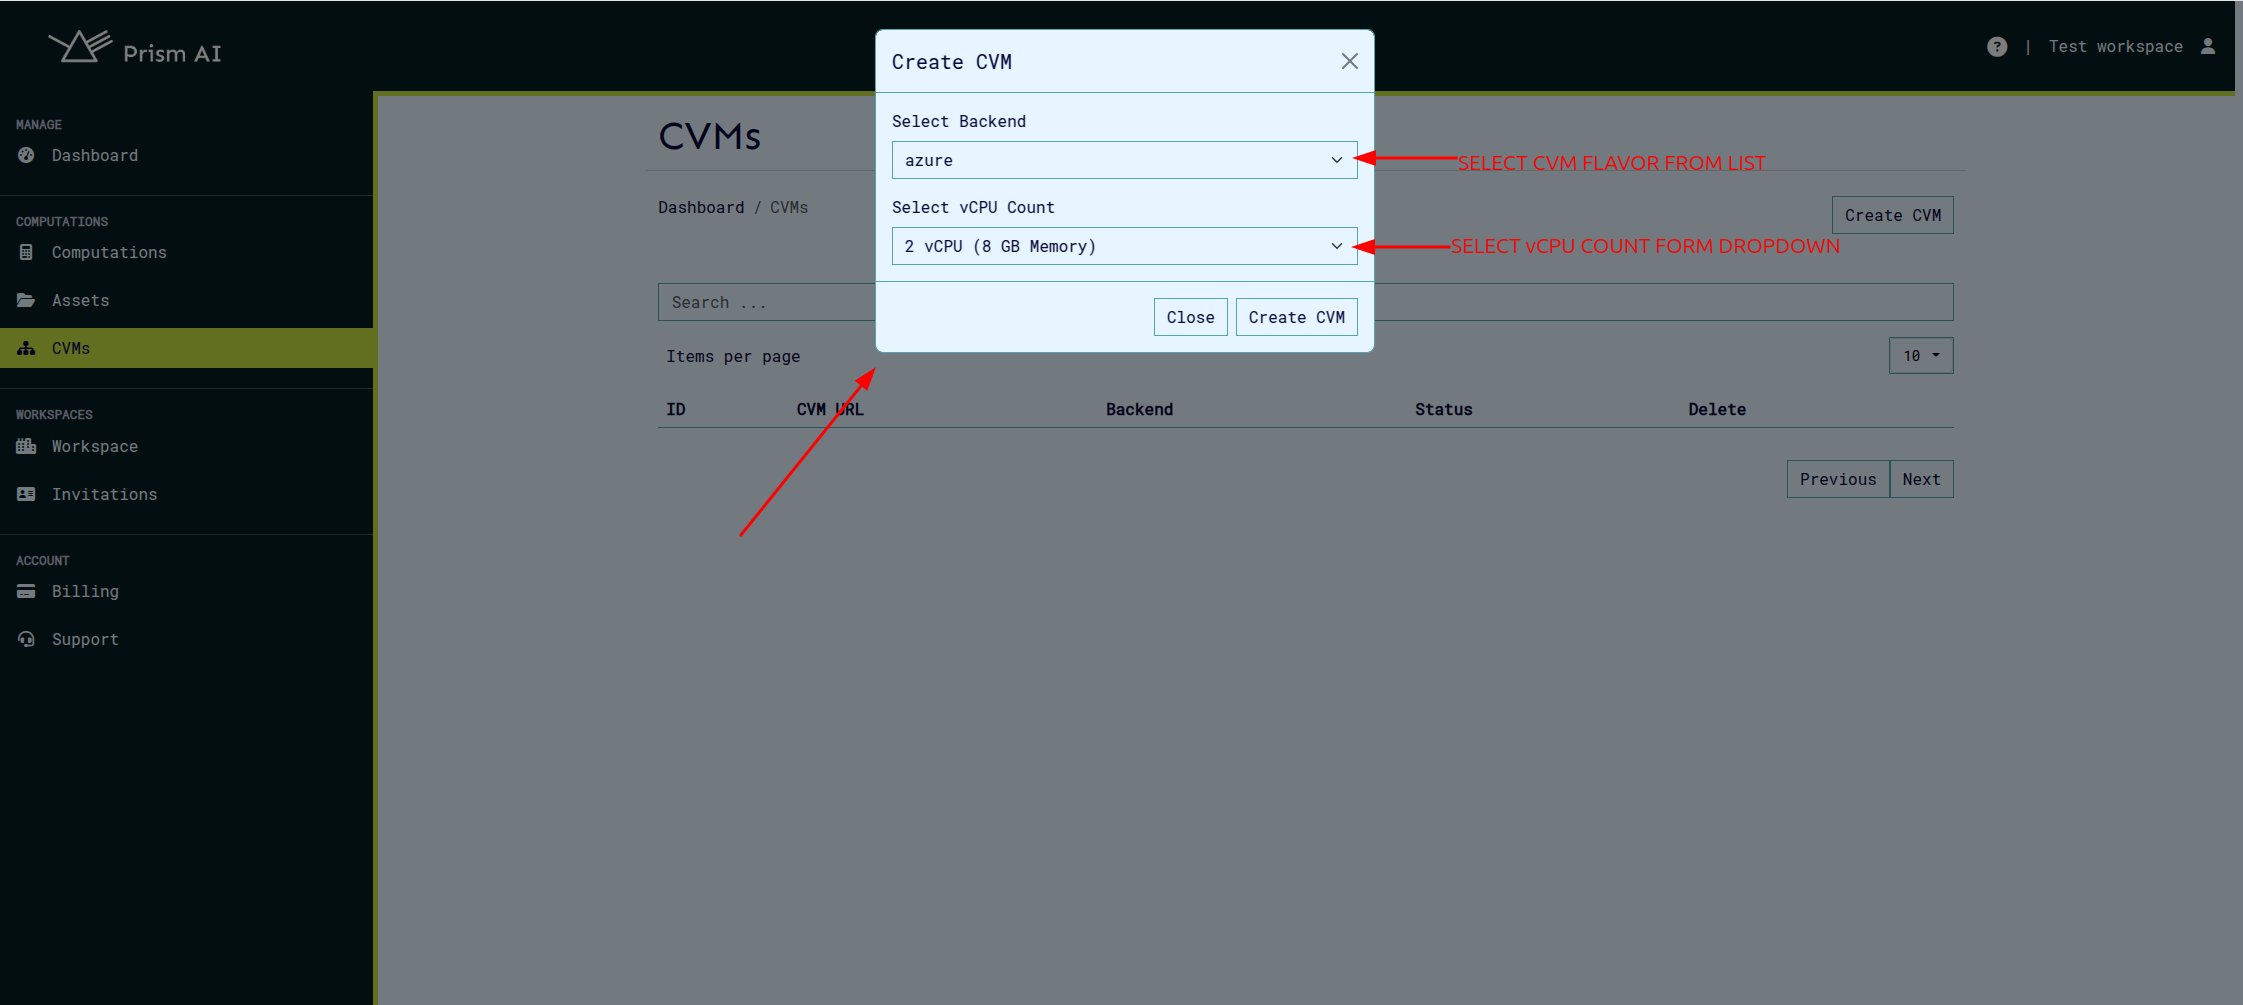 Prism AI
? | Test workspace
MANAGE
Dashboard
COMPUTATIONS
Computations
Assets
CVMs
WORKSPACES
Workspace
Invitations
ACCOUNT
Billing
Support
CVMs
Dashboard / CVMs
Create CVM
Search ...
Items per page
10
ID CVM URL Backend Status Delete
Previous Next
Create CVM
Select Backend
azure
SELECT CVM FLAVOR FROM LIST
Select vCPU Count
2 vCPU (8 GB Memory)
SELECT vCPU COUNT FORM DROPDOWN
Close Create CVM